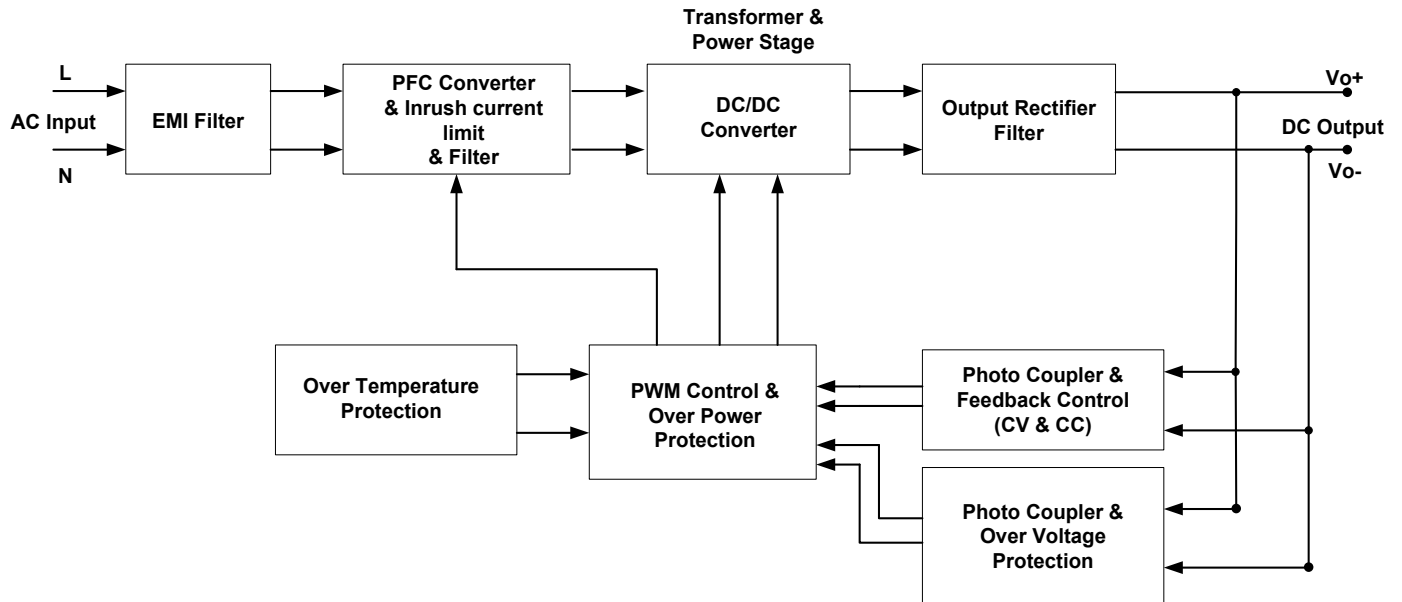 Transformer &
Power Stage
L
AC Input
N
EMI Filter
PFC Converter
& Inrush current
limit
& Filter
DC/DC
Converter
Output Rectifier
Filter
Vo+
DC Output
Vo-
Over Temperature
Protection
PWM Control &
Over Power
Protection
Photo Coupler &
Feedback Control
(CV & CC)
Photo Coupler &
Over Voltage
Protection